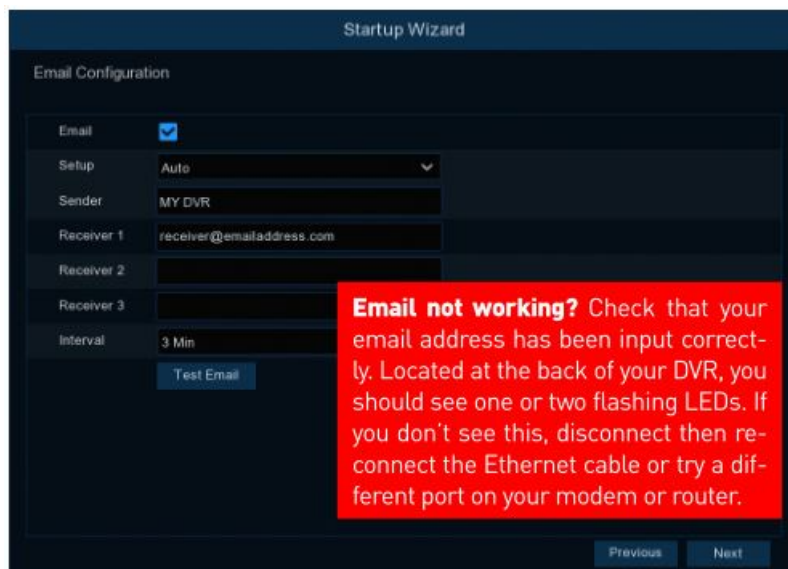 Startup Wizard
Email Configuration
Email
Setup Auto
Sender MY DVR
Receiver 1 receiver@emailaddress.com
Receiver 2
Receiver 3
Interval 3 Min
Test Email
Email not working? Check that your
email address has been input correct-
ly. Located at the back of your DVR, you
should see one or two flashing LEDs. If
you don't see this, disconnect then re-
connect the Ethernet cable or try a dif-
ferent port on your modem or router.
Previous Next